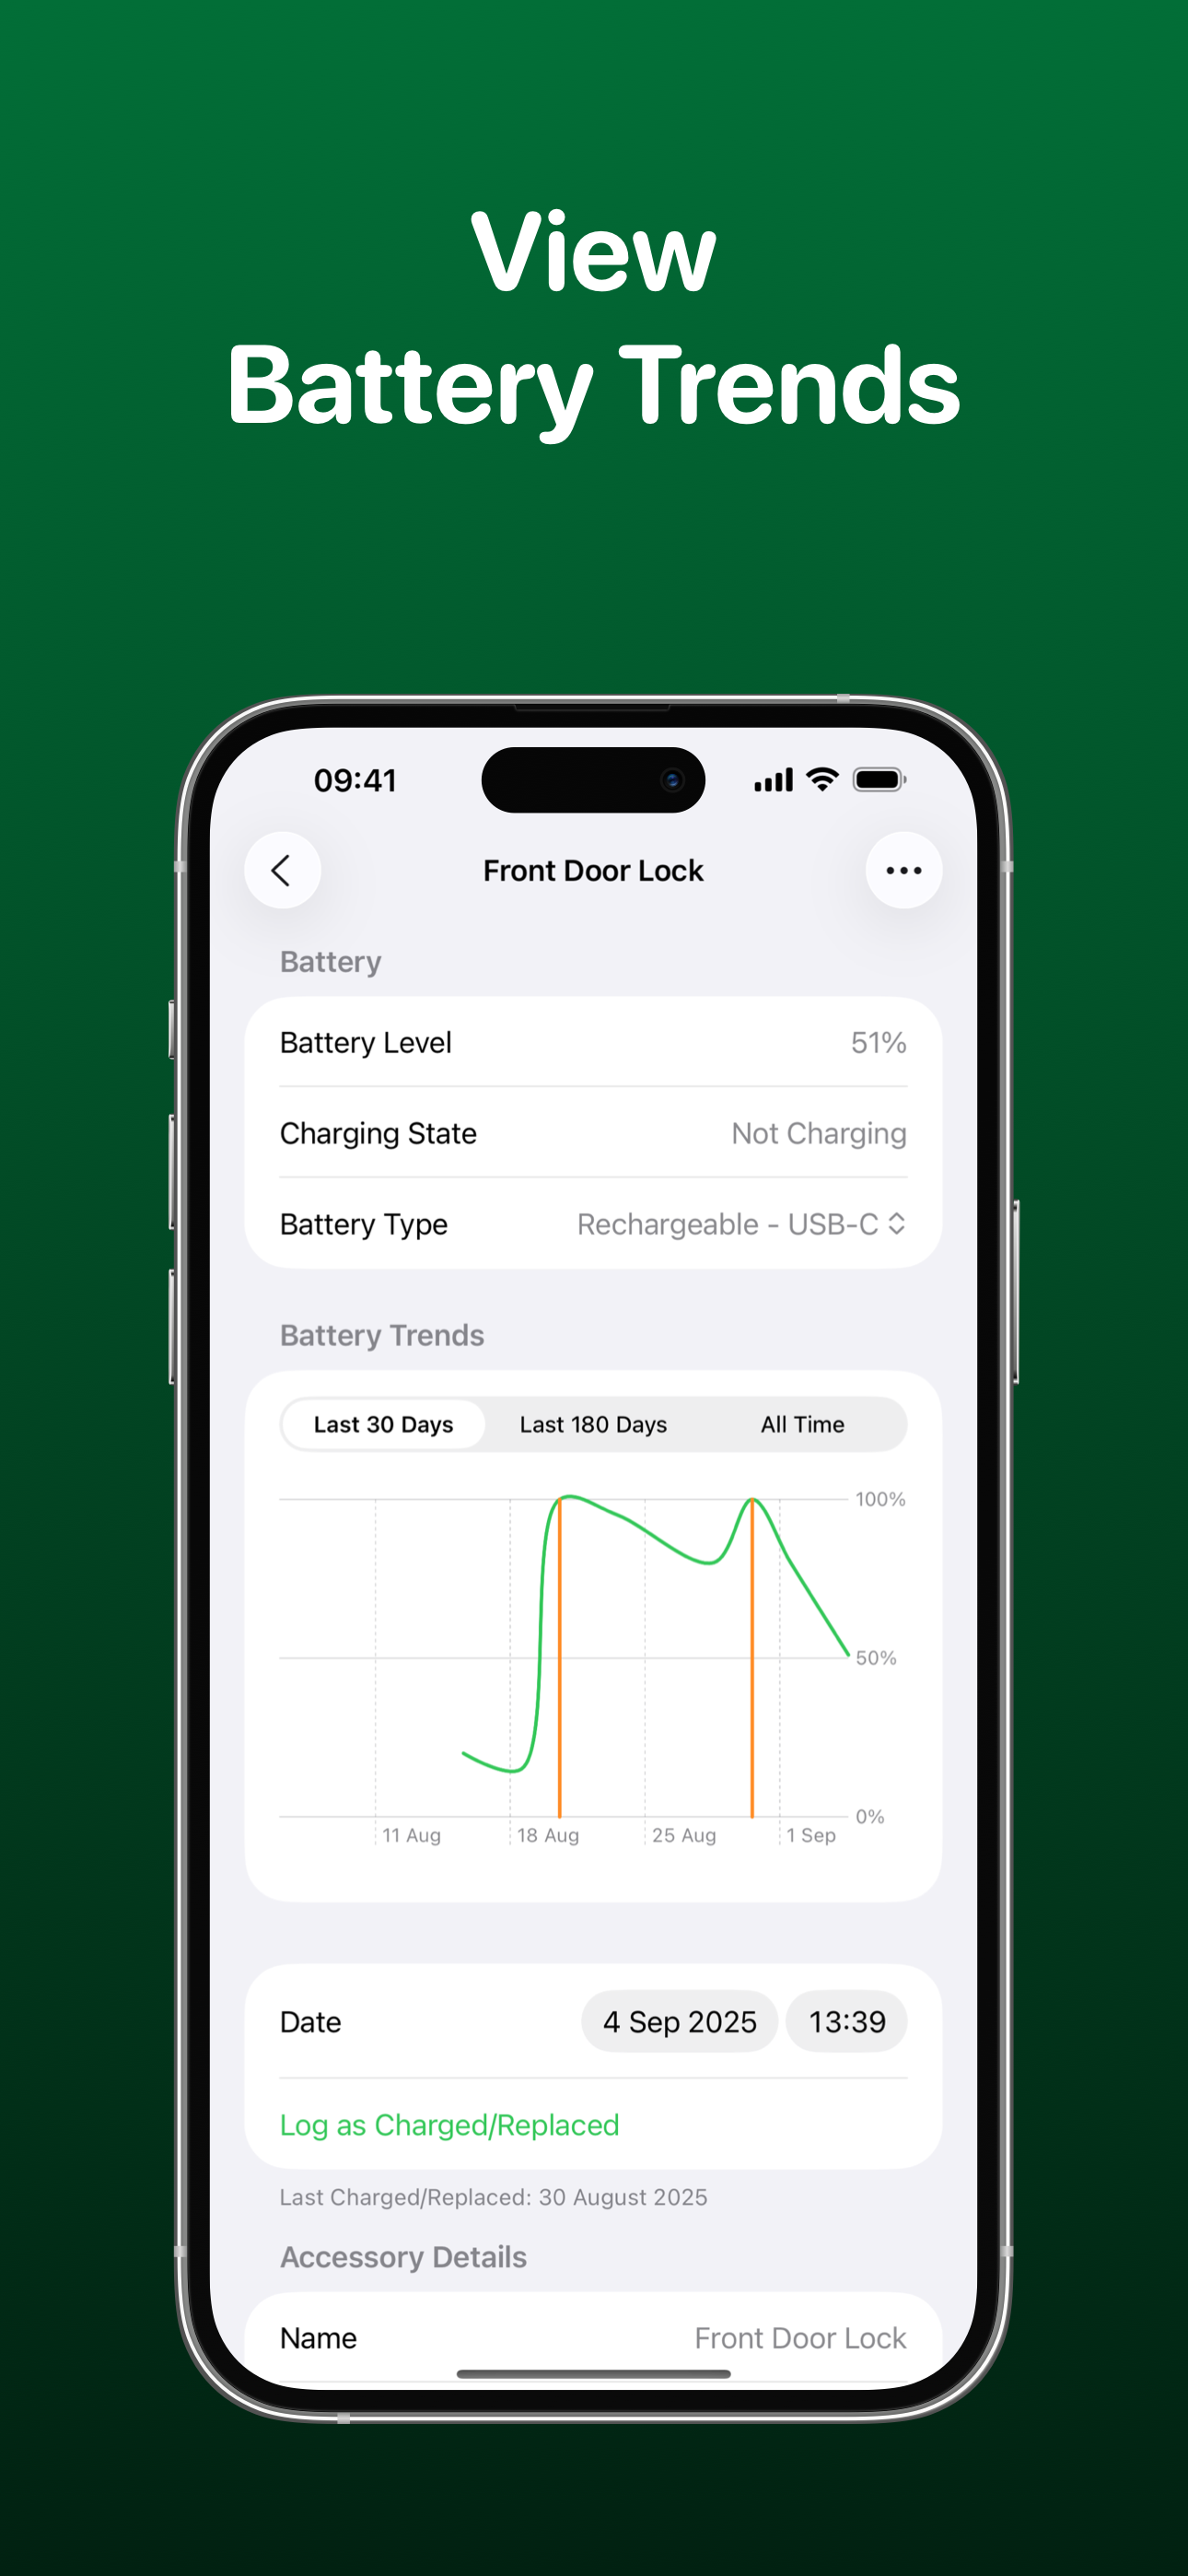 View
Battery Trends
09:41
Front Door Lock
Battery
Battery Level 51%
Charging State Not Charging
Battery Type Rechargeable - USB-C
Battery Trends
Last 30 Days Last 180 Days All Time
100%
50%
0%
11 Aug 18 Aug 25 Aug 1 Sep
Date 4 Sep 2025 13:39
Log as Charged/Replaced
Last Charged/Replaced: 30 August 2025
Accessory Details
Name Front Door Lock